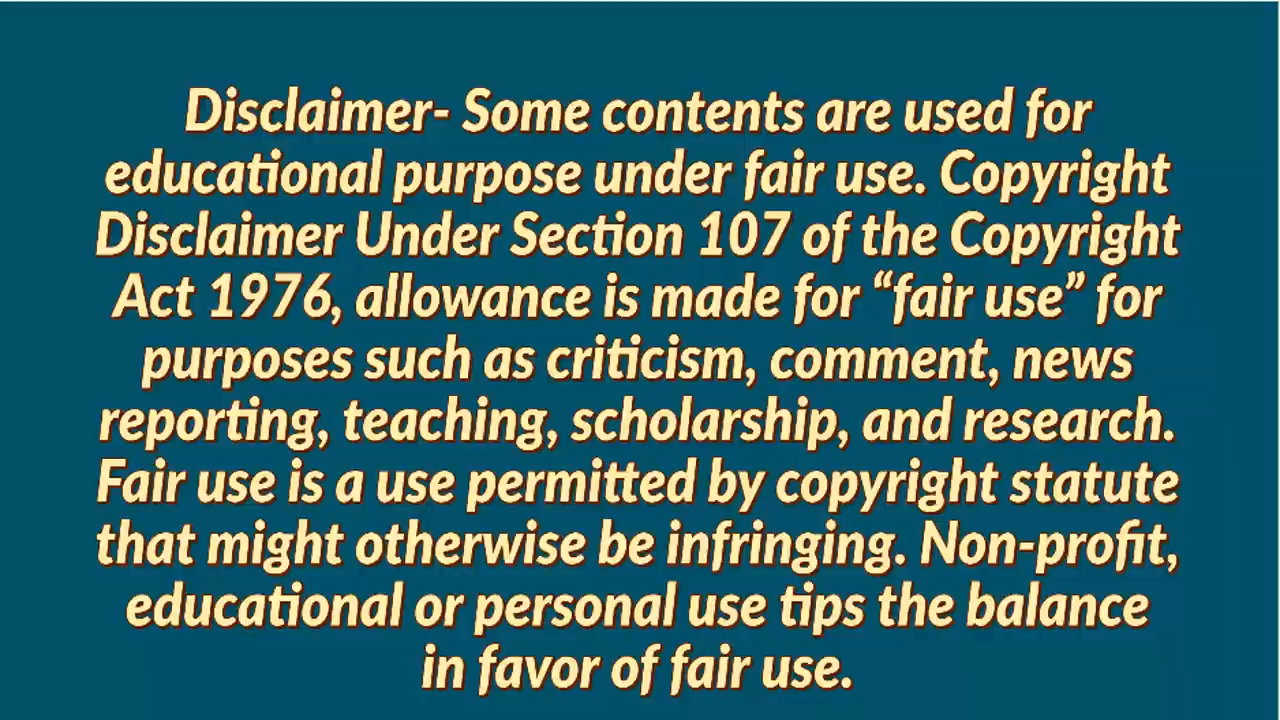 Disclaimer- Some contents are used for
educational purpose under fair use. Copyright
Disclaimer Under Section 107 of the Copyright
Act 1976, allowance is made for “fair use” for
purposes such as criticism, comment, news
reporting, teaching, scholarship, and research.
Fair use is a use permitted by copyright statute
that might otherwise be infringing. Non-profit,
educational or personal use tips the balance
in favor of fair use.